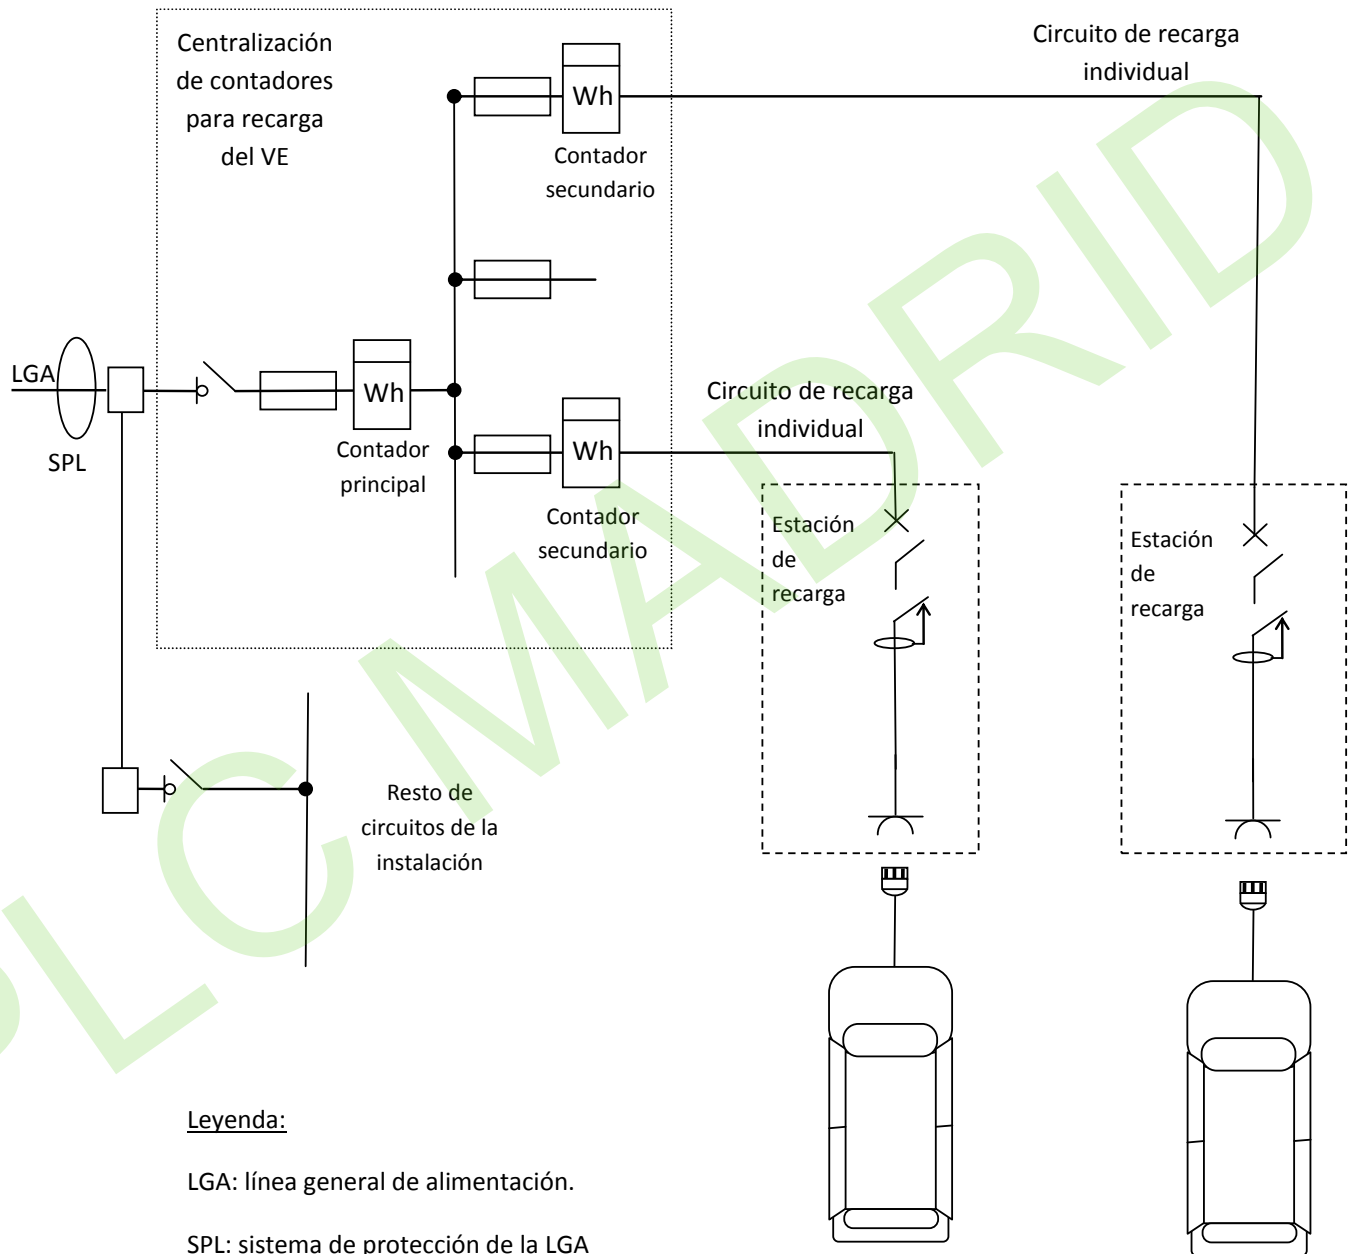 Centralización
de contadores
para recarga
del VE
Wh
Contador
secundario
Circuito de recarga
individual
LGA
SPL
Wh
Contador
principal
Wh
Contador
secundario
Circuito de recarga
individual
Estación
de
recarga
Estación
de
recarga
Resto de
circuitos de la
instalación
PLC MADRID
Leyenda:
LGA: línea general de alimentación.
SPL: sistema de protección de la LGA